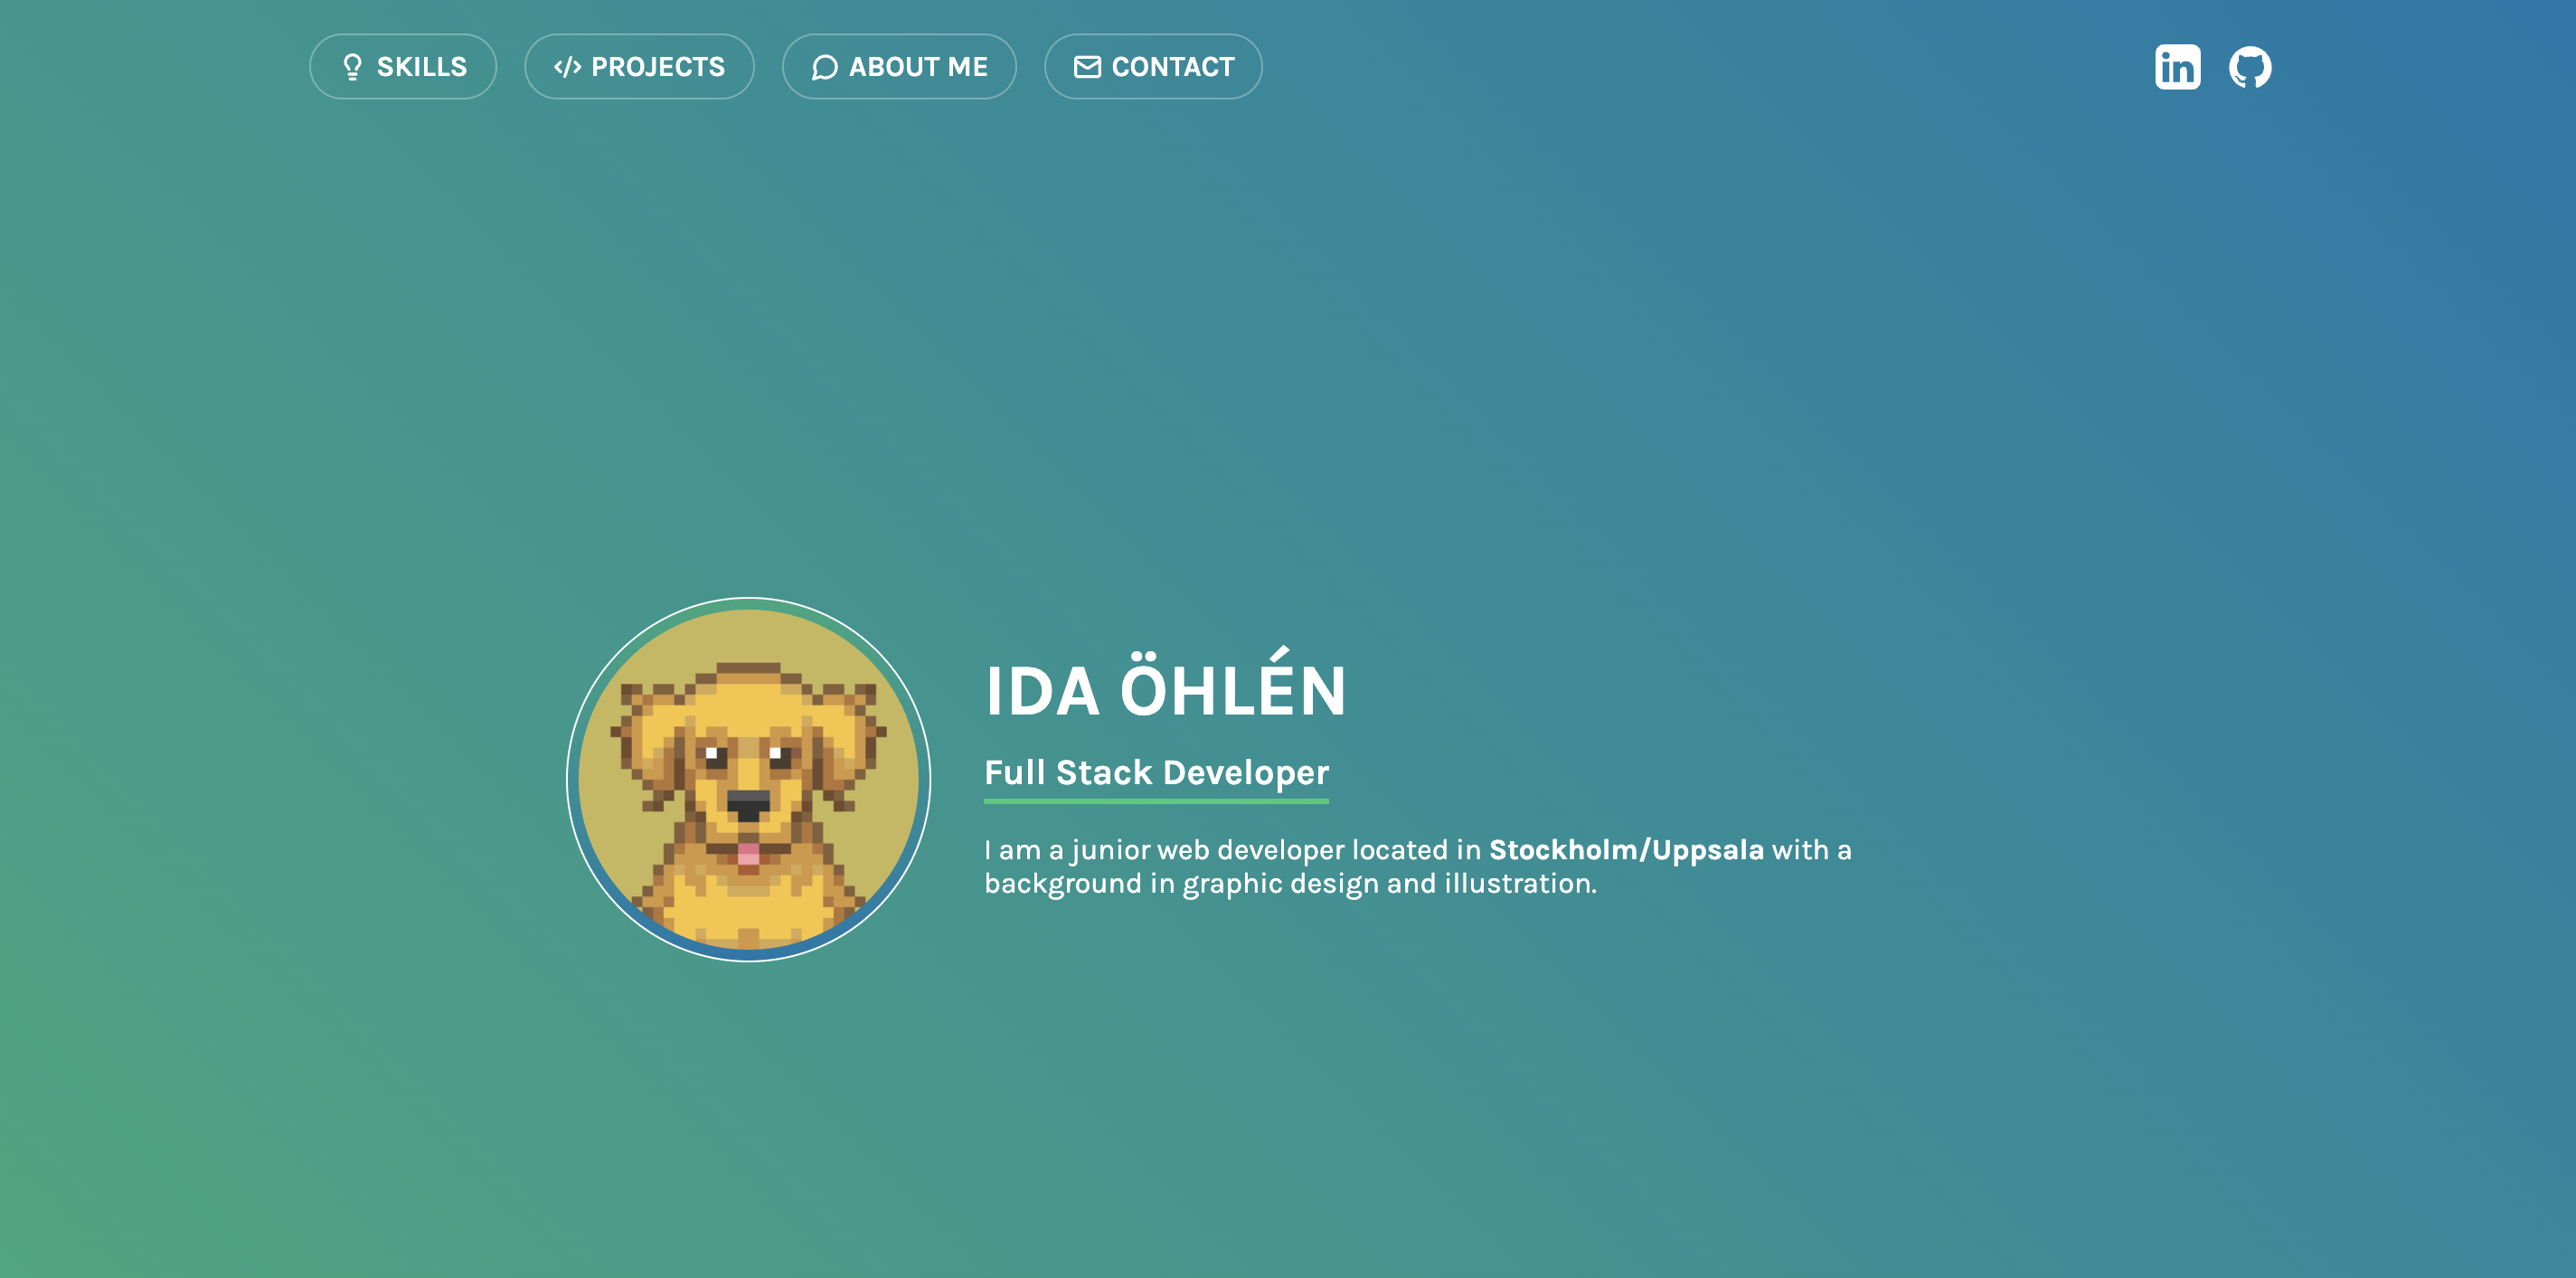 SKILLS
PROJECTS
ABOUT ME
CONTACT
in
IDA ÖHLÉN
Full Stack Developer
I am a junior web developer located in Stockholm/Uppsala with a
background in graphic design and illustration.